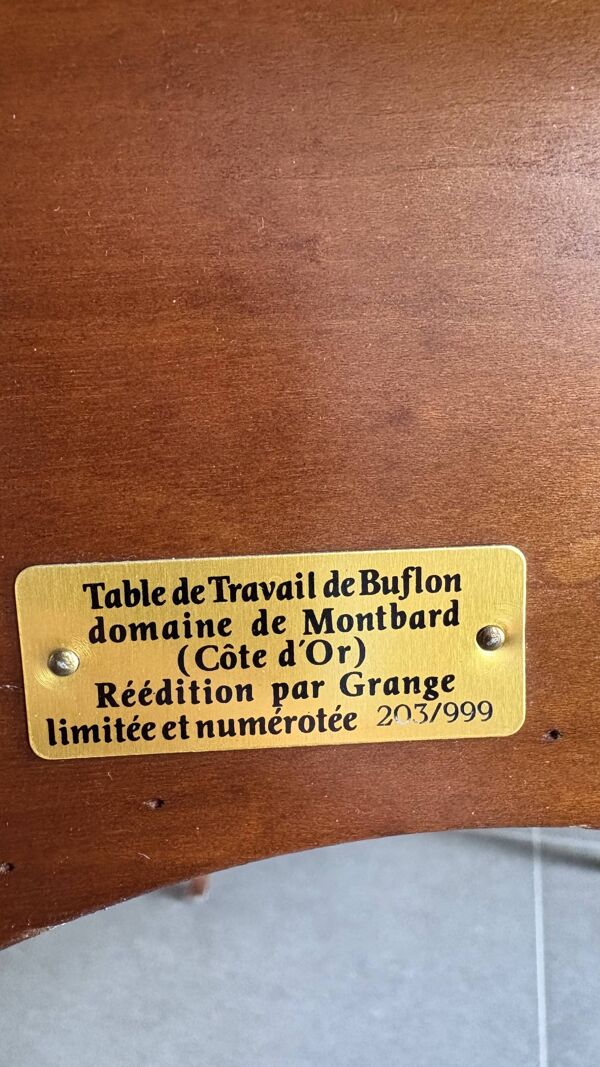 Table de Travail de Buflon
domaine de Montbard
(Côte d'Or)
Réédition par Grange
limitée et numérotée 203/999